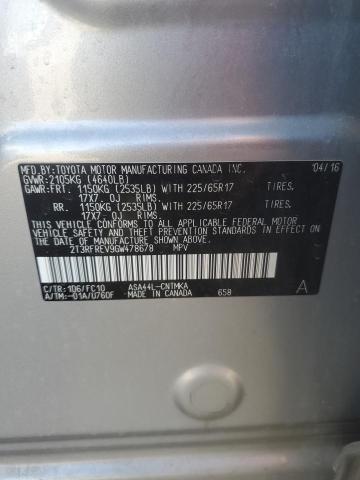 MFD.BY:TOYOTA MOTOR MANUFACTURING CANADA INC. 04/16
GVWR:2105KG (4640LB)
GAWR:FRT. 1150KG (2535LB) WITH 225/65R17 TIRES.
17X7.0J RIMS.
RR. 1150KG (2535LB) WITH 225/65R17 TIRES.
17X7.0J RIMS.
THIS VEHICLE CONFORMS TO ALL APPLICABLE FEDERAL MOTOR
VEHICLE SAFETY AND THEFT PREVENTION STANDARDS IN
EFFECT ON THE DATE OF MANUFACTURE SHOWN ABOVE.
2T3RFREV9GW478678 MPV
C/TR:1D6/FC10 ASA44L-CNTMKA
A/TM:-01A/U760F MADE IN CANADA 658 A